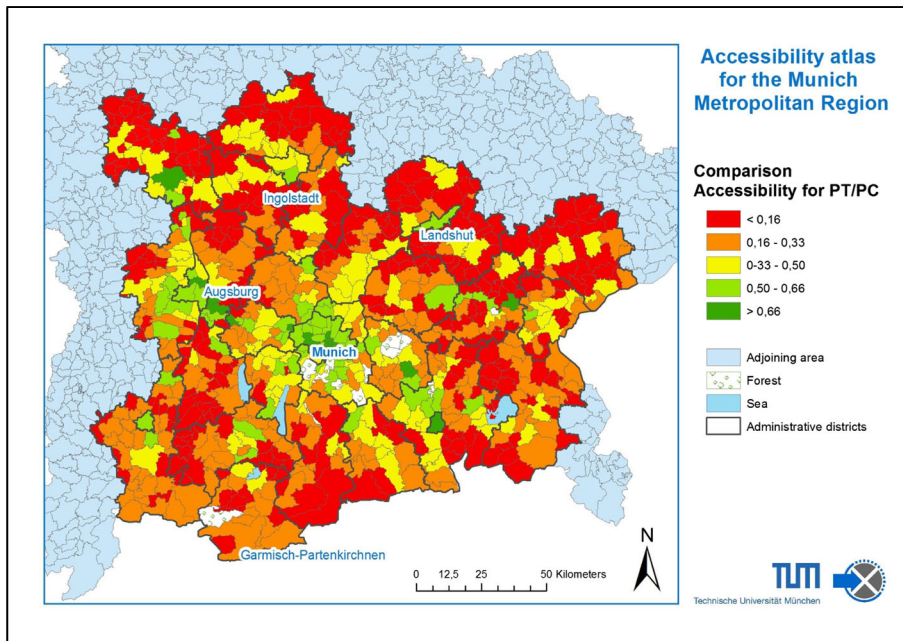 Accessibility atlas
for the Munich
Metropolitan Region
Comparison
Accessibility for PT/PC
< 0,16
0,16 - 0,33
0-33 - 0,50
0,50 - 0,66
> 0,66
Adjoining area
Forest
Sea
Administrative districts
Ingolstadt
Landshut
Augsburg
Munich
Garmisch-Partenkirchnen
0 12,5 25 50 Kilometers
N
TUM
Technische Universität München